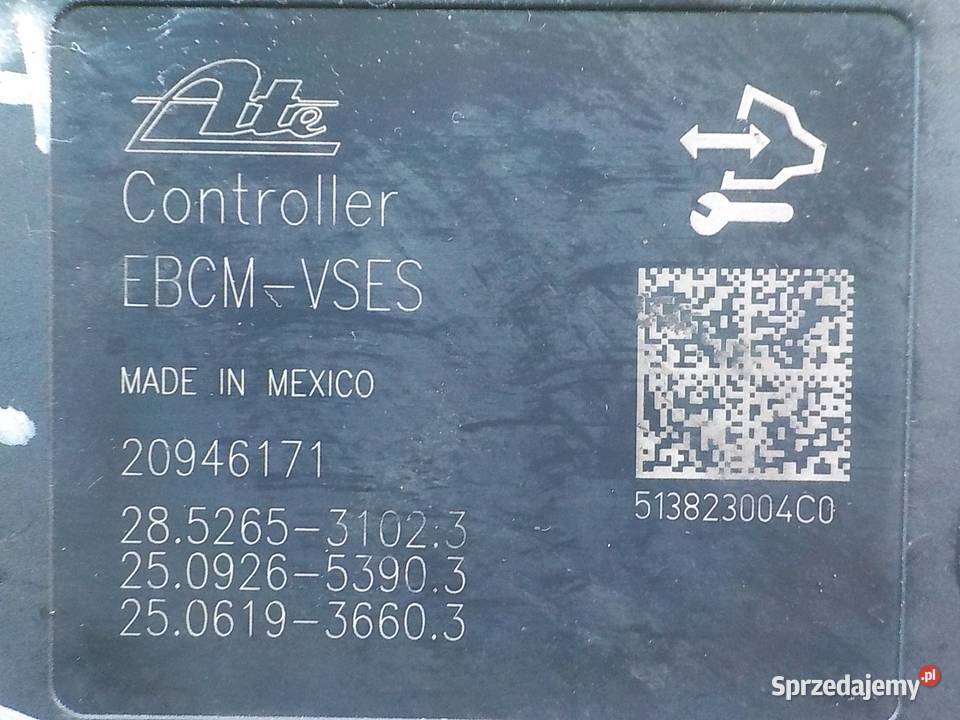 Ate
Controller
EBCM-VSES
MADE IN MEXICO
20946171
28.5265-3102.3
25.0926-5390.3
25.0619-3660.3
513823004C0
Sprzedajemy.pl